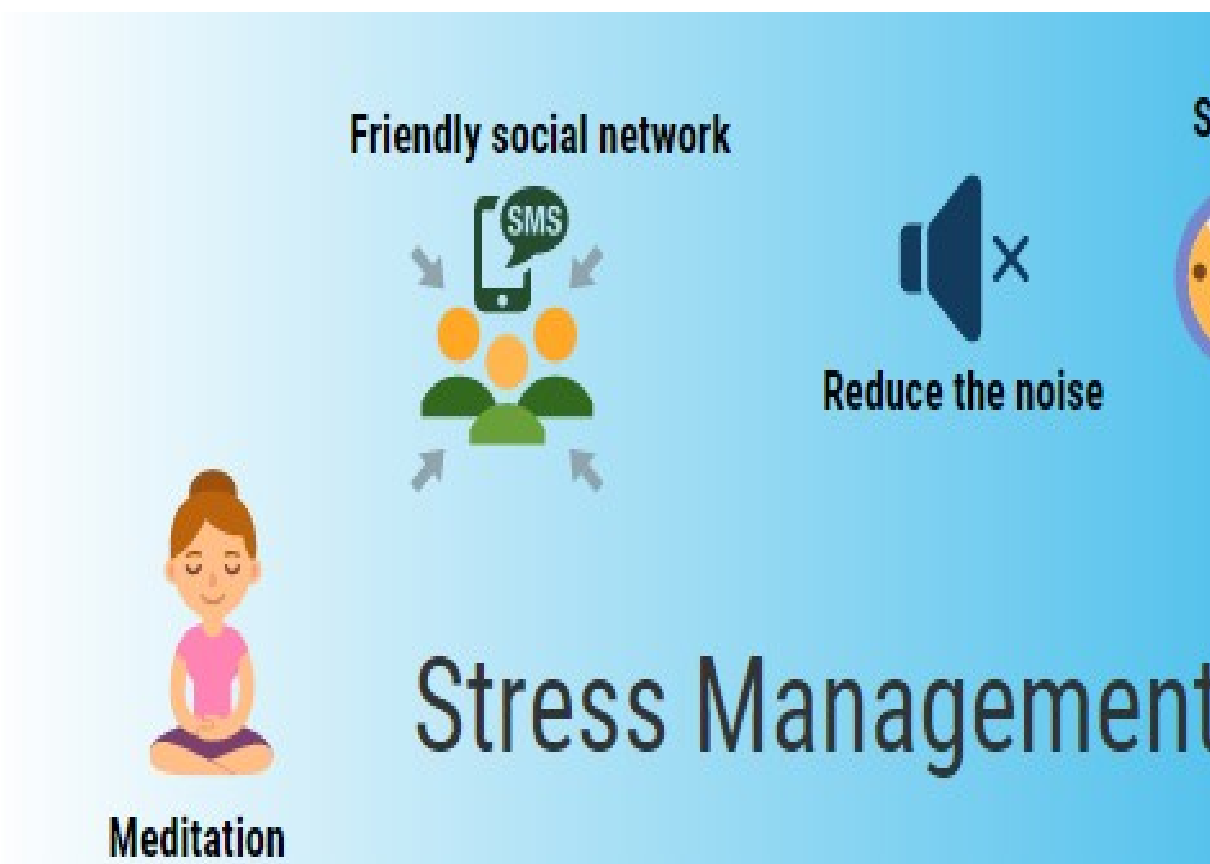 Friendly social network
SMS
Reduce the noise
Stress Management
Meditation